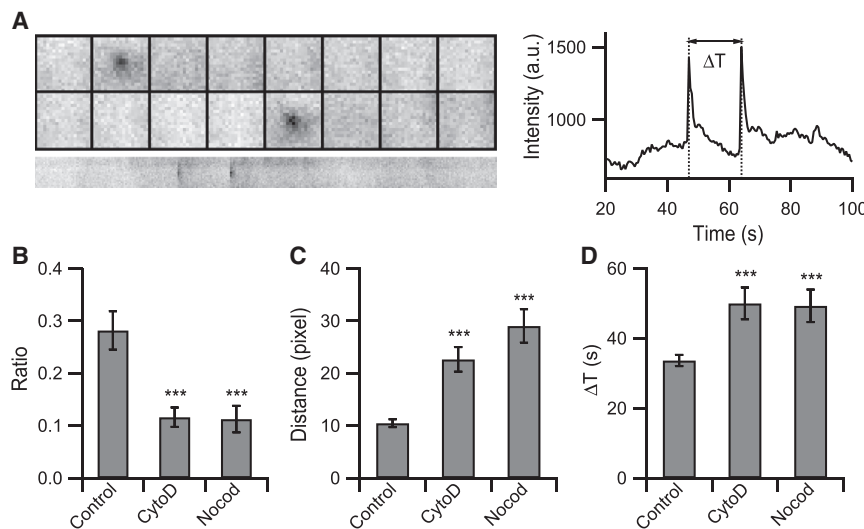 A
Intensity (a.u.)
1500
1000
ΔT
20 40 60 80 100
Time (s)
B
Ratio
0.4
0.3
0.2
0.1
0.0
***
***
Control CytoD Nocod
C
Distance (pixel)
40
30
20
10
0
***
***
Control CytoD Nocod
D
ΔT (s)
60
40
20
0
***
***
Control CytoD Nocod